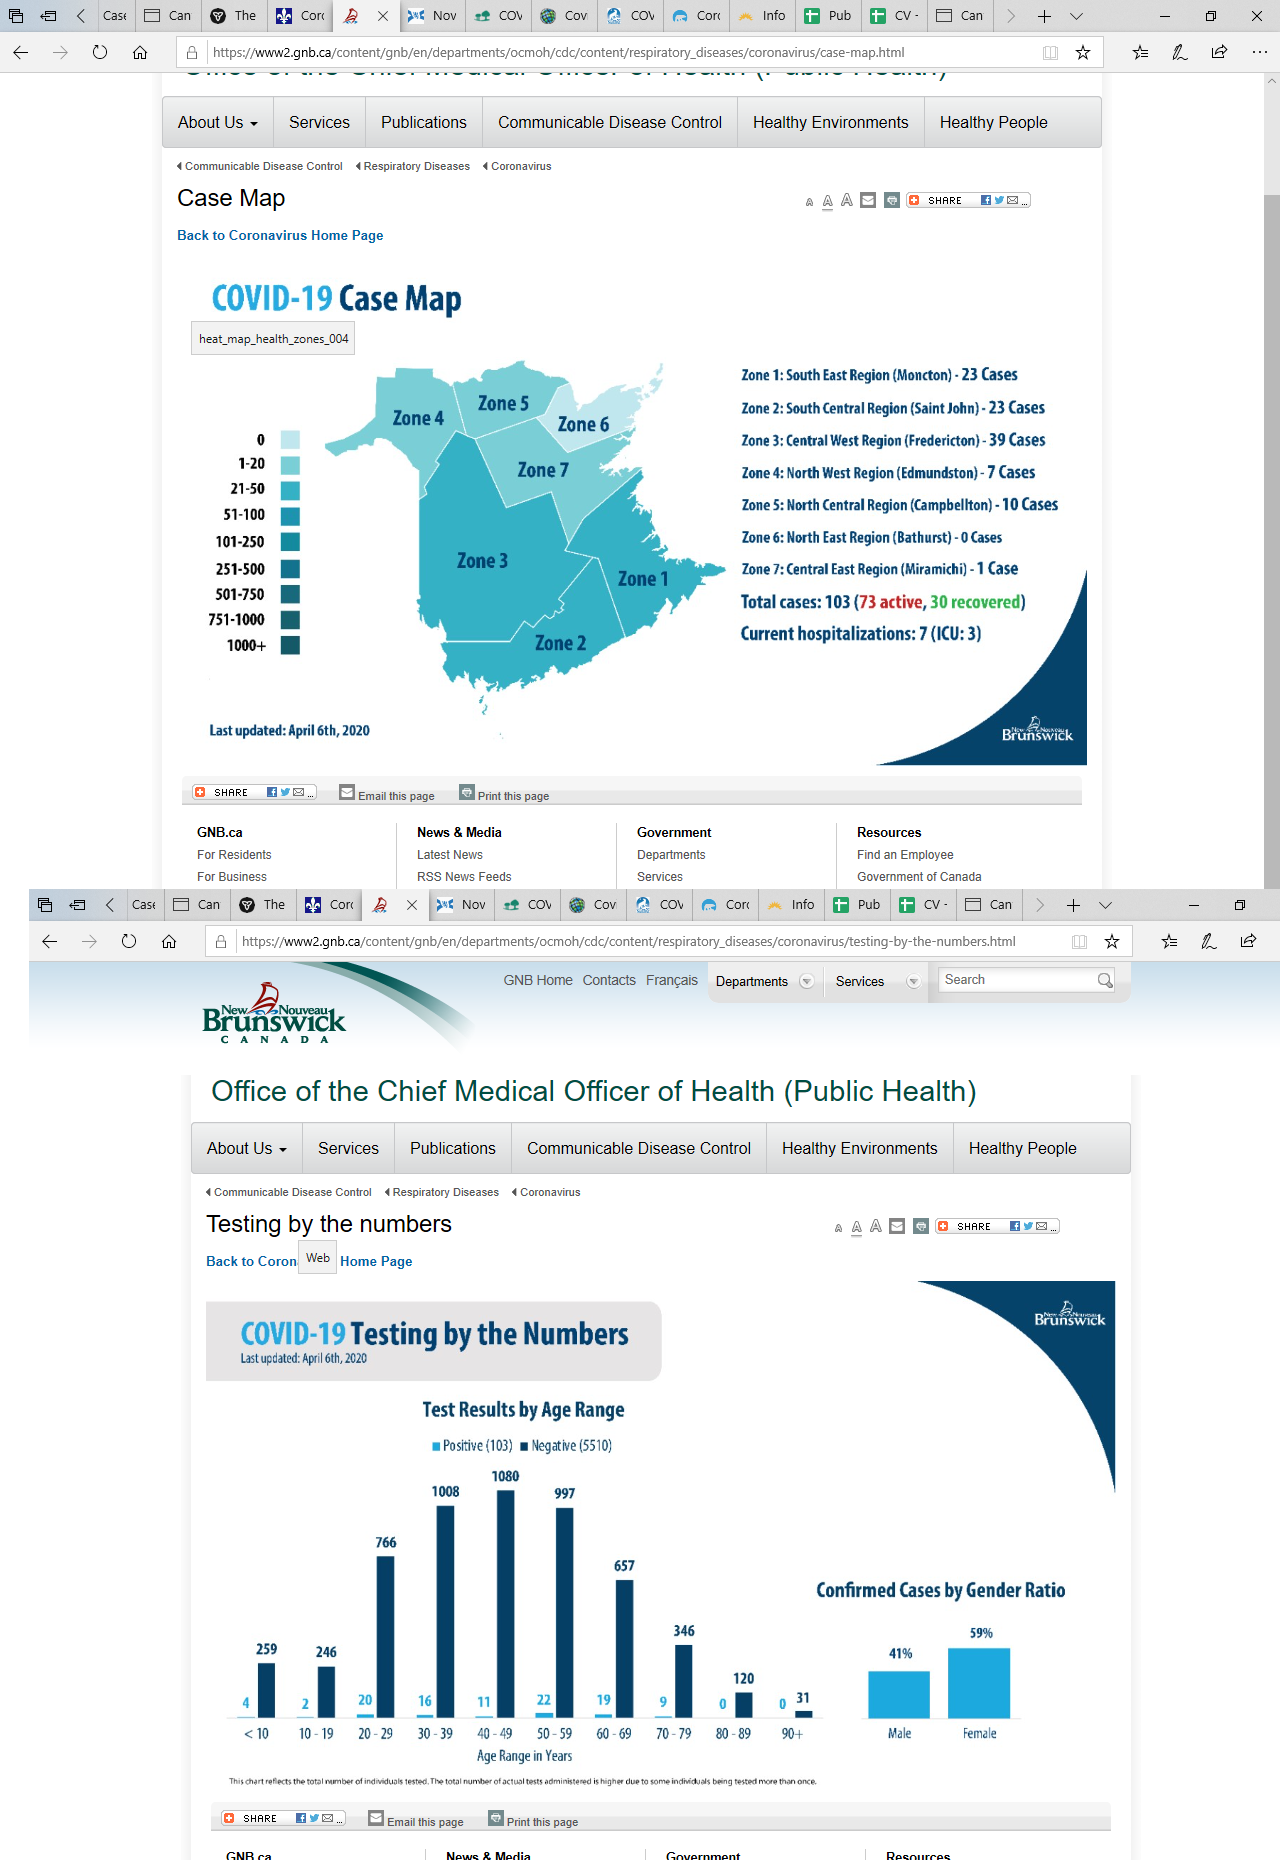 Case
Can
The
Corc
Nov
COV
Covi
COV
Corc
Info
Pub
CV -
Can
https://www2.gnb.ca/content/gnb/en/departments/ocmoh/cdc/content/respiratory_diseases/coronavirus/case-map.html
Office of the Chief Medical Officer of Health (Public Health)
About Us Services Publications Communicable Disease Control Healthy Environments Healthy People
Communicable Disease Control Respiratory Diseases Coronavirus
Case Map
A A A SHARE ...
Back to Coronavirus Home Page
COVID-19 Case Map
heat_map_health_zones_004
Zone 4
Zone 5
Zone 6
Zone 7
Zone 3
Zone 1
Zone 2
0
1-20
21-50
51-100
101-250
251-500
501-750
751-1000
1000+
Zone 1: South East Region (Moncton) - 23 Cases
Zone 2: South Central Region (Saint John) - 23 Cases
Zone 3: Central West Region (Fredericton) - 39 Cases
Zone 4: North West Region (Edmundston) - 7 Cases
Zone 5: North Central Region (Campbellton) - 10 Cases
Zone 6: North East Region (Bathurst) - 0 Cases
Zone 7: Central East Region (Miramichi) - 1 Case
Total cases: 103 (73 active, 30 recovered)
Current hospitalizations: 7 (ICU: 3)
Last updated: April 6th, 2020
New Nouveau
Brunswick
SHARE ... Email this page Print this page
GNB.ca News & Media Government Resources
For Residents Latest News Departments Find an Employee
For Business RSS News Feeds Services Government of Canada
Case
Can
The
Corc
Nov
COV
Covi
COV
Corc
Info
Pub
CV -
Can
https://www2.gnb.ca/content/gnb/en/departments/ocmoh/cdc/content/respiratory_diseases/coronavirus/testing-by-the-numbers.html
GNB Home Contacts Français Departments Services Search
New Nouveau
Brunswick
CANADA
Office of the Chief Medical Officer of Health (Public Health)
About Us Services Publications Communicable Disease Control Healthy Environments Healthy People
Communicable Disease Control Respiratory Diseases Coronavirus
Testing by the numbers
A A A SHARE ...
Back to Coron Web Home Page
New Nouveau
Brunswick
COVID-19 Testing by the Numbers
Last updated: April 6th, 2020
Test Results by Age Range
Positive (103) Negative (5510)
4 259
2 246
20 766
16 1008
11 1080
22 997
19 657
9 346
0 120
0 31
< 10 10 - 19 20 - 29 30 - 39 40 - 49 50 - 59 60 - 69 70 - 79 80 - 89 90+
Age Range in Years
Confirmed Cases by Gender Ratio
41% 59%
Male Female
This chart reflects the total number of individuals tested. The total number of actual tests administered is higher due to some individuals being tested more than once.
SHARE ... Email this page Print this page
GNB.ca News & Media Government Resources